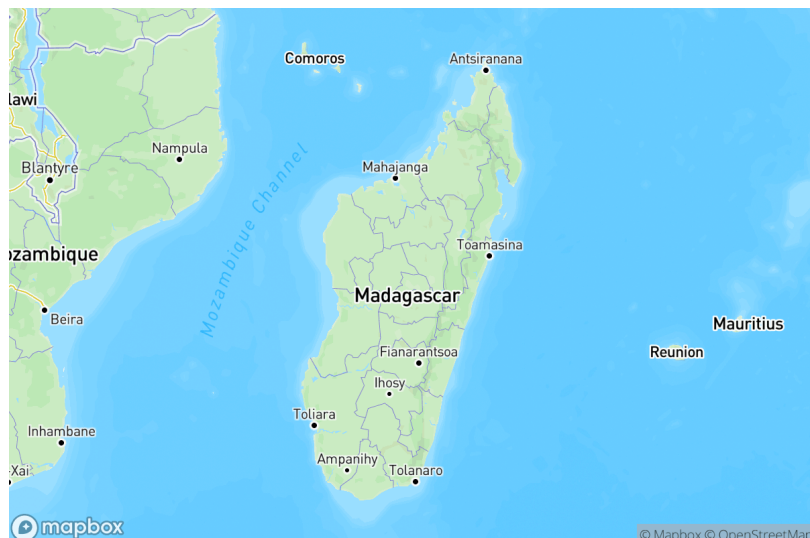 Comoros
Antsiranana
lawi
Nampula
Blantyre
Mahajanga
Mozambique Channel
ozambique
Toamasina
Madagascar
Beira
Mauritius
Reunion
Fianarantsoa
Ihosy
Toliara
Inhambane
Ampanihy
-Xai
Tolanaro
mapbox
© Mapbox © OpenStreetMap